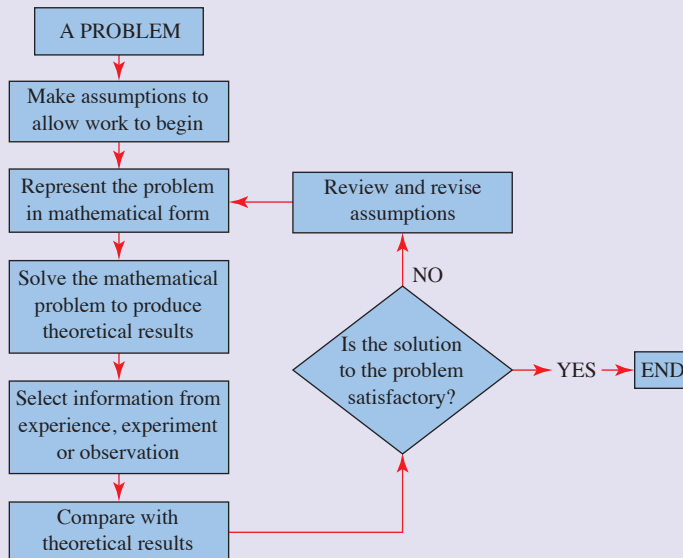 A PROBLEM
Make assumptions to
allow work to begin
Represent the problem
in mathematical form
Solve the mathematical
problem to produce
theoretical results
Select information from
experience, experiment
or observation
Compare with
theoretical results
Review and revise
assumptions
NO
Is the solution
to the problem
satisfactory?
YES
END